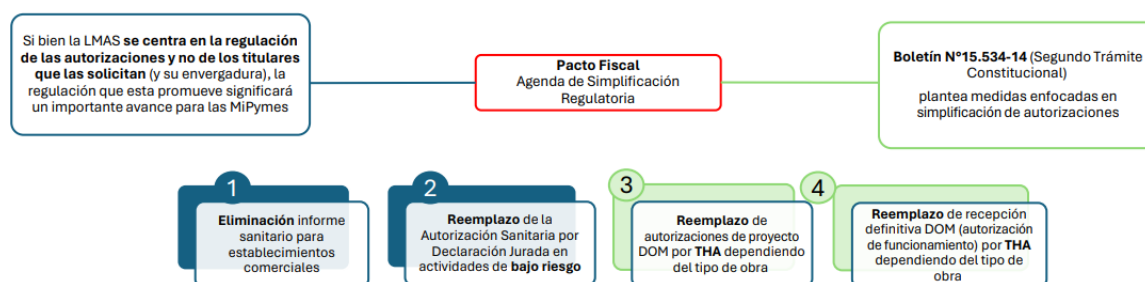 Si bien la LMAS se centra en la regulación
de las autorizaciones y no de los titulares
que las solicitan (y su envergadura), la
regulación que esta promueve significará
un importante avance para las MiPymes
Pacto Fiscal
Agenda de Simplificación
Regulatoria
Boletín N°15.534-14 (Segundo Trámite
Constitucional)
plantea medidas enfocadas en
simplificación de autorizaciones
1
Eliminación informe
sanitario para
establecimientos
comerciales
2
Reemplazo de la
Autorización Sanitaria por
Declaración Jurada en
actividades de bajo riesgo
3
Reemplazo de
autorizaciones de proyecto
DOM por THA dependiendo
del tipo de obra
4
Reemplazo de recepción
definitiva DOM (autorización
de funcionamiento) por THA
dependiendo del tipo de
obra